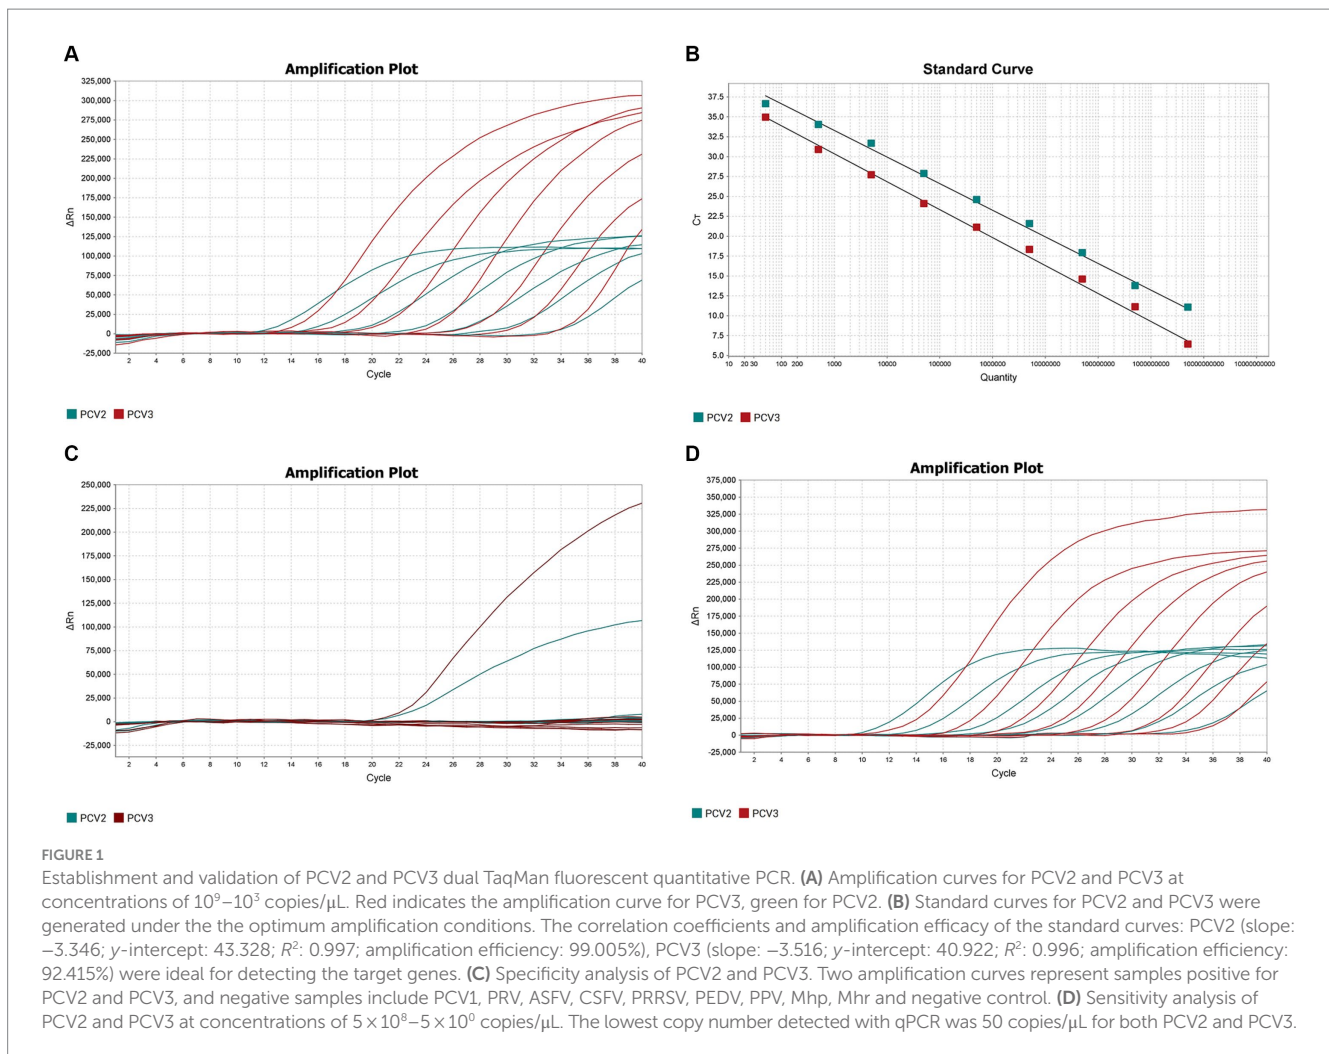 A
Amplification Plot
325,000
300,000
275,000
250,000
225,000
200,000
175,000
150,000
125,000
100,000
75,000
50,000
25,000
0
-25,000
ΔRn
2 4 6 8 10 12 14 16 18 20 22 24 26 28 30 32 34 36 38 40
Cycle
PCV2 PCV3
B
Standard Curve
37.5
35.0
32.5
30.0
27.5
25.0
22.5
20.0
17.5
15.0
12.5
10.0
7.5
5.0
CT
10 20 30 100 200 1000 10000 100000 1000000 10000000 100000000 1000000000 10000000000 10000000000
Quantity
PCV2 PCV3
C
Amplification Plot
250,000
225,000
200,000
175,000
150,000
125,000
100,000
75,000
50,000
25,000
0
-25,000
ΔRn
2 4 6 8 10 12 14 16 18 20 22 24 26 28 30 32 34 36 38 40
Cycle
PCV2 PCV3
D
Amplification Plot
375,000
350,000
325,000
300,000
275,000
250,000
225,000
200,000
175,000
150,000
125,000
100,000
75,000
50,000
25,000
0
-25,000
ΔRn
2 4 6 8 10 12 14 16 18 20 22 24 26 28 30 32 34 36 38 40
Cycle
PCV2 PCV3
FIGURE 1
Establishment and validation of PCV2 and PCV3 dual TaqMan fluorescent quantitative PCR. (A) Amplification curves for PCV2 and PCV3 at
concentrations of 10⁹–10³ copies/μL. Red indicates the amplification curve for PCV3, green for PCV2. (B) Standard curves for PCV2 and PCV3 were
generated under the the optimum amplification conditions. The correlation coefficients and amplification efficacy of the standard curves: PCV2 (slope:
−3.346; y-intercept: 43.328; R²: 0.997; amplification efficiency: 99.005%), PCV3 (slope: −3.516; y-intercept: 40.922; R²: 0.996; amplification efficiency:
92.415%) were ideal for detecting the target genes. (C) Specificity analysis of PCV2 and PCV3. Two amplification curves represent samples positive for
PCV2 and PCV3, and negative samples include PCV1, PRV, ASFV, CSFV, PRRSV, PEDV, PPV, Mhp, Mhr and negative control. (D) Sensitivity analysis of
PCV2 and PCV3 at concentrations of 5×10⁸–5×10⁰ copies/μL. The lowest copy number detected with qPCR was 50 copies/μL for both PCV2 and PCV3.